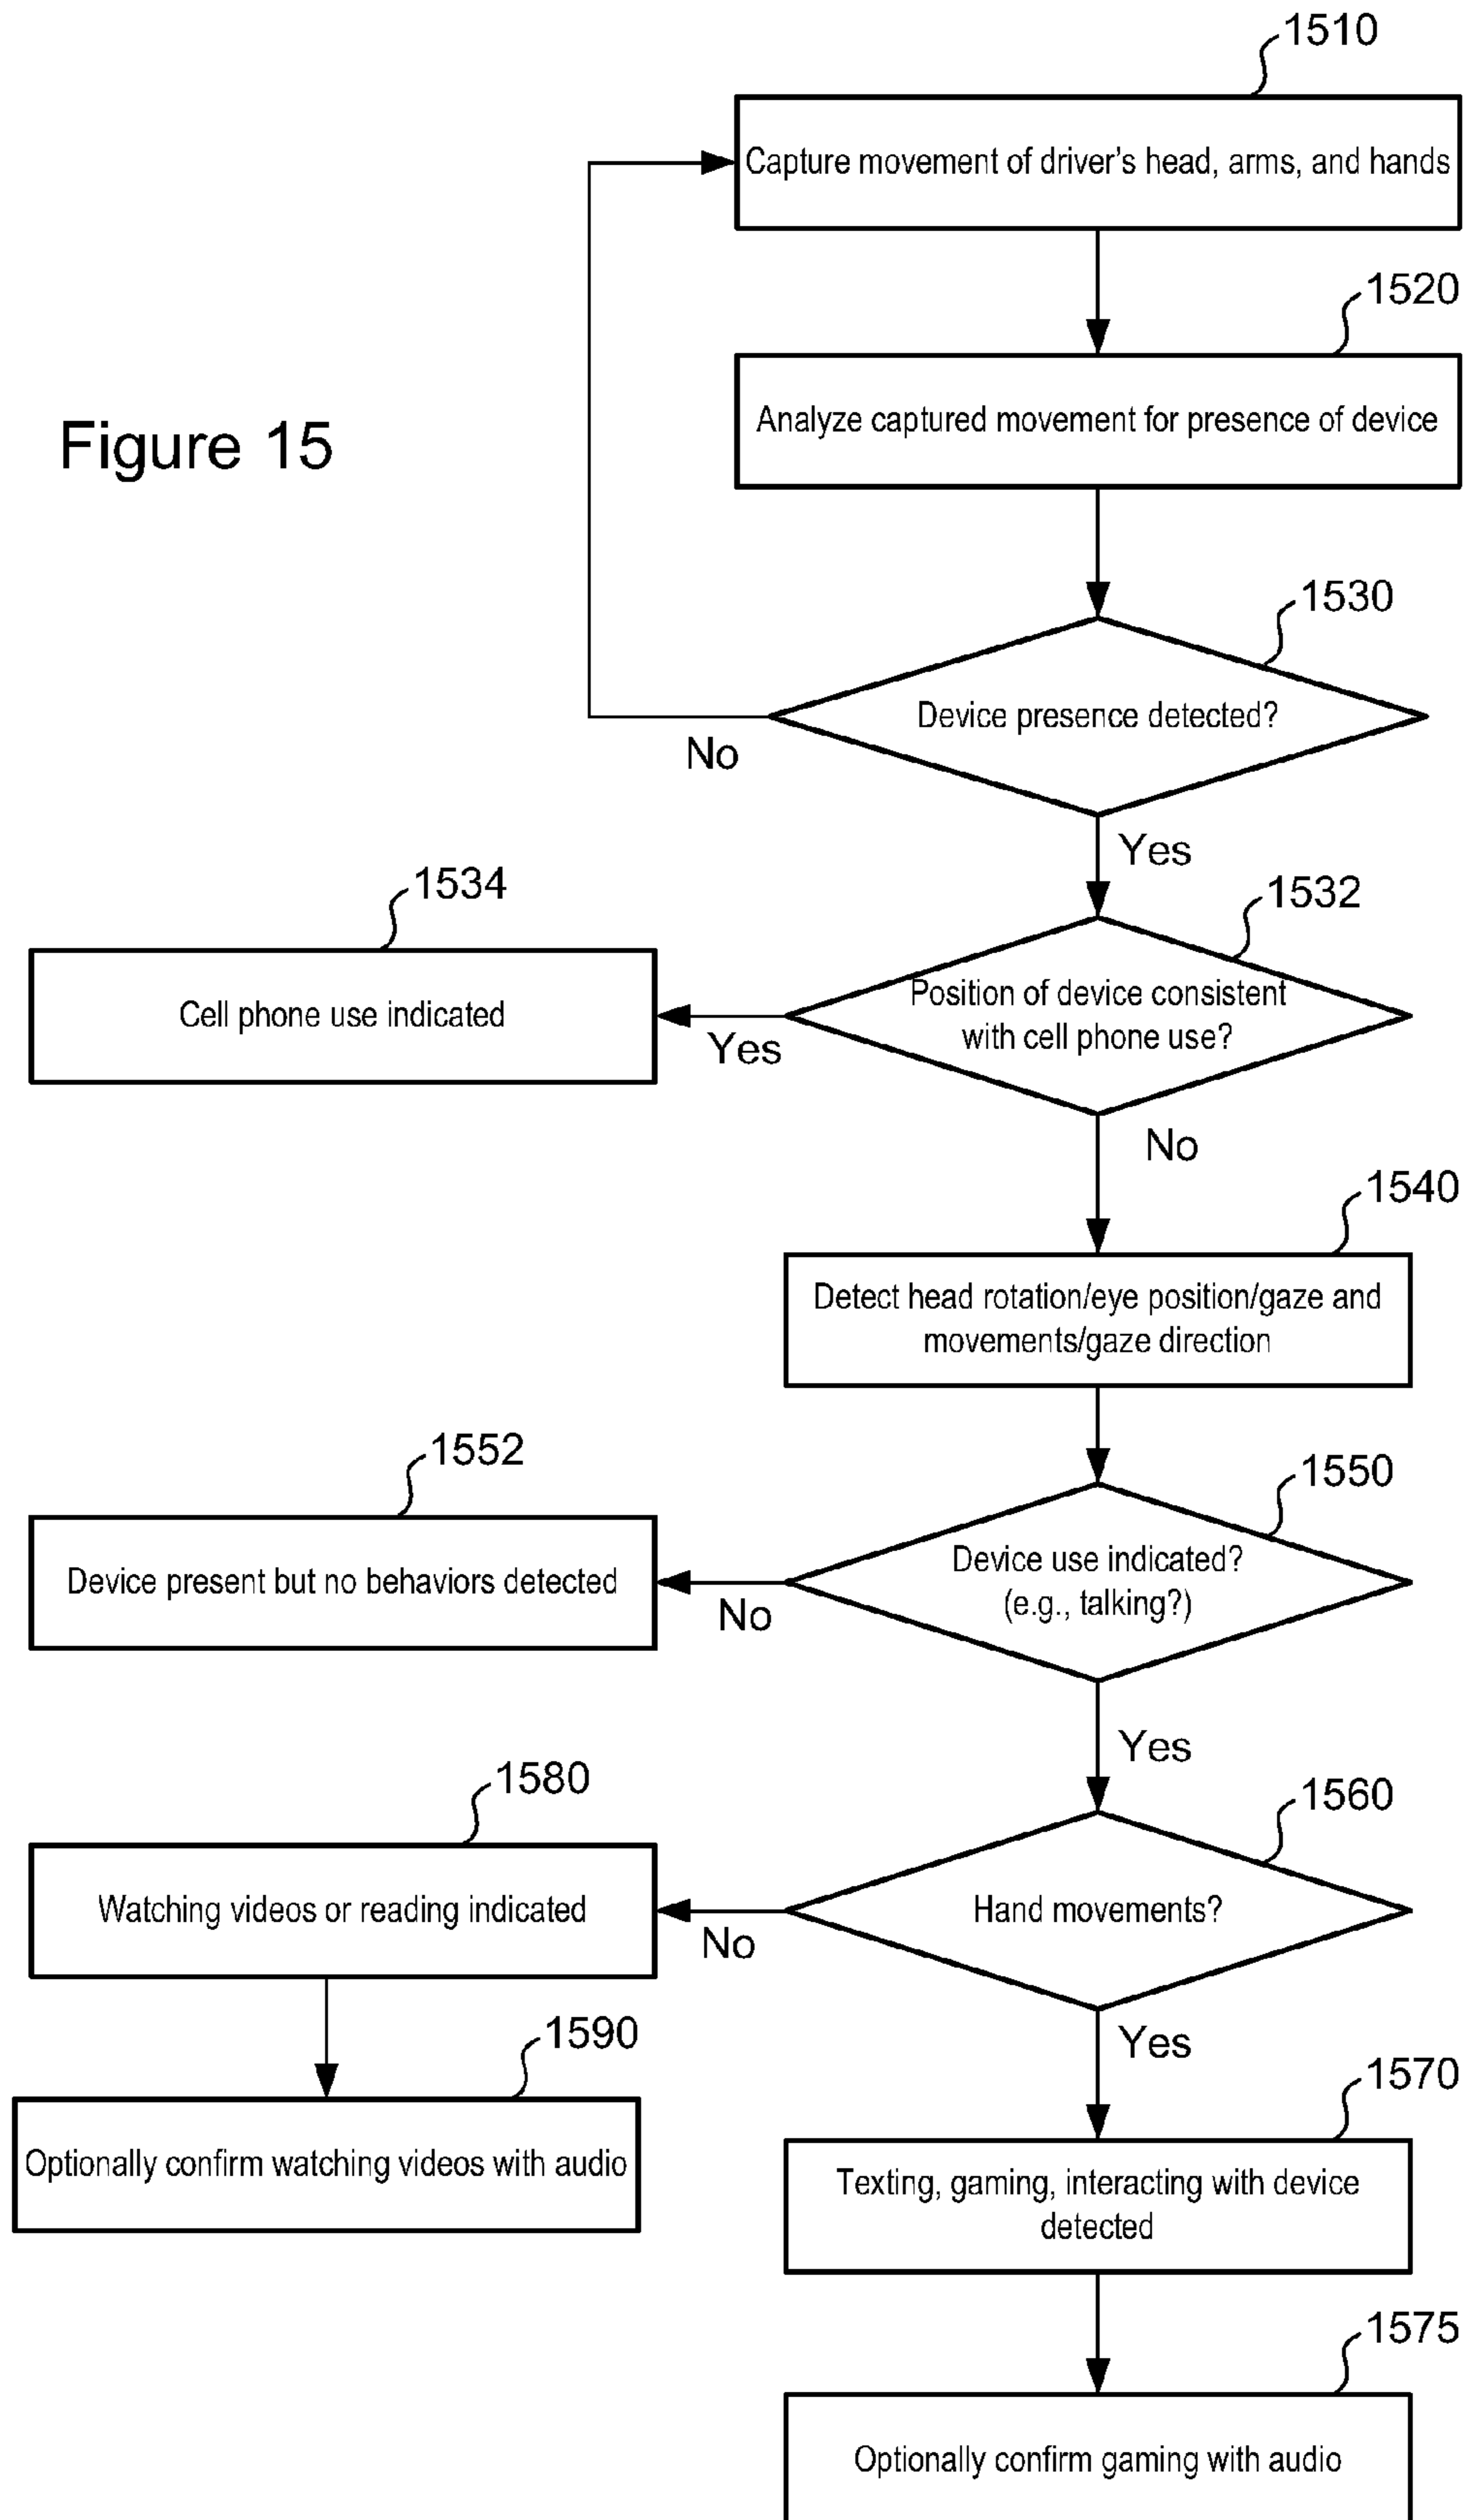 1510
Capture movement of driver's head, arms, and hands
1520
Analyze captured movement for presence of device
Figure 15
1530
Device presence detected?
No
Yes
1534
1532
Cell phone use indicated
Position of device consistent
with cell phone use?
Yes
No
1540
Detect head rotation/eye position/gaze and
movements/gaze direction
1552
1550
Device present but no behaviors detected
Device use indicated?
(e.g., talking?)
No
Yes
1580
1560
Watching videos or reading indicated
Hand movements?
No
Yes
1590
Optionally confirm watching videos with audio
1570
Texting, gaming, interacting with device
detected
1575
Optionally confirm gaming with audio